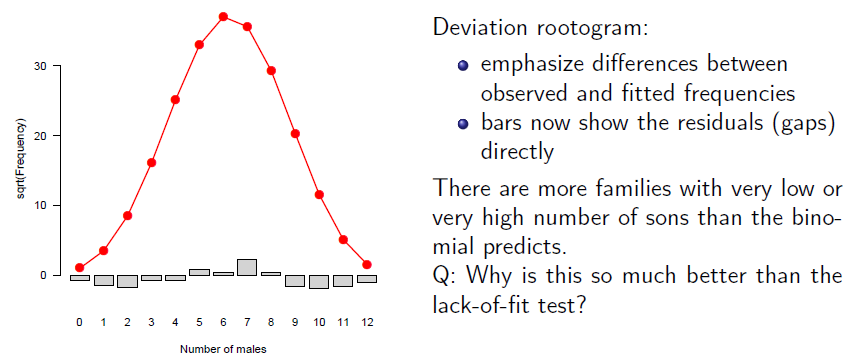 Deviation rootogram:
emphasize differences between
observed and fitted frequencies
bars now show the residuals (gaps)
directly
There are more families with very low or
very high number of sons than the bino-
mial predicts.
Q: Why is this so much better than the
lack-of-fit test?
sqrt(Frequency)
30
20
10
0
0 1 2 3 4 5 6 7 8 9 10 11 12
Number of males